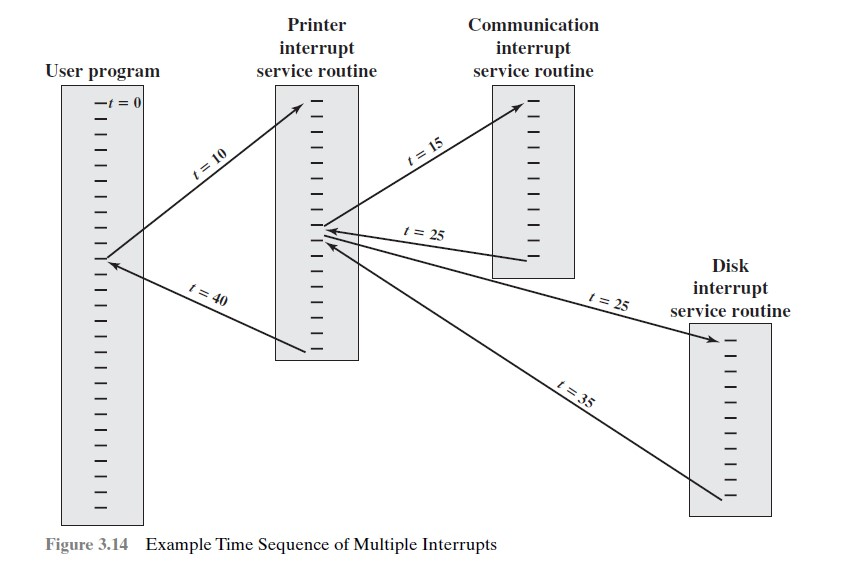 User program
Printer
interrupt
service routine
Communication
interrupt
service routine
t = 0
t = 10
t = 15
t = 25
t = 40
Disk
interrupt
service routine
t = 25
t = 35
Figure 3.14 Example Time Sequence of Multiple Interrupts